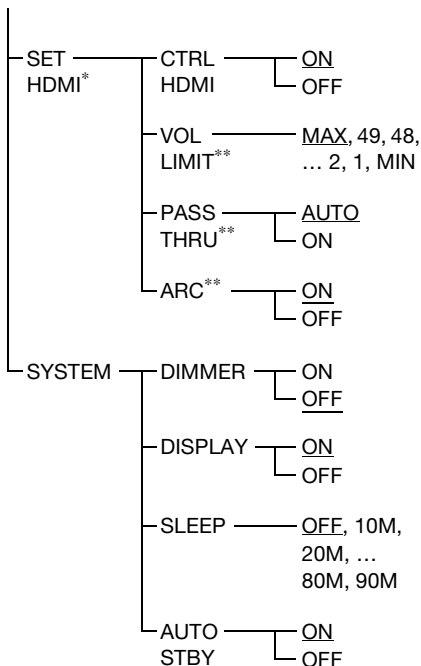 SET
HDMI*
CTRL
HDMI
ON
OFF
VOL
LIMIT**
MAX, 49, 48,
... 2, 1, MIN
PASS
THRU**
AUTO
ON
ARC**
ON
OFF
SYSTEM
DIMMER
ON
OFF
DISPLAY
ON
OFF
SLEEP
OFF, 10M,
20M, ...
80M, 90M
AUTO
STBY
ON
OFF